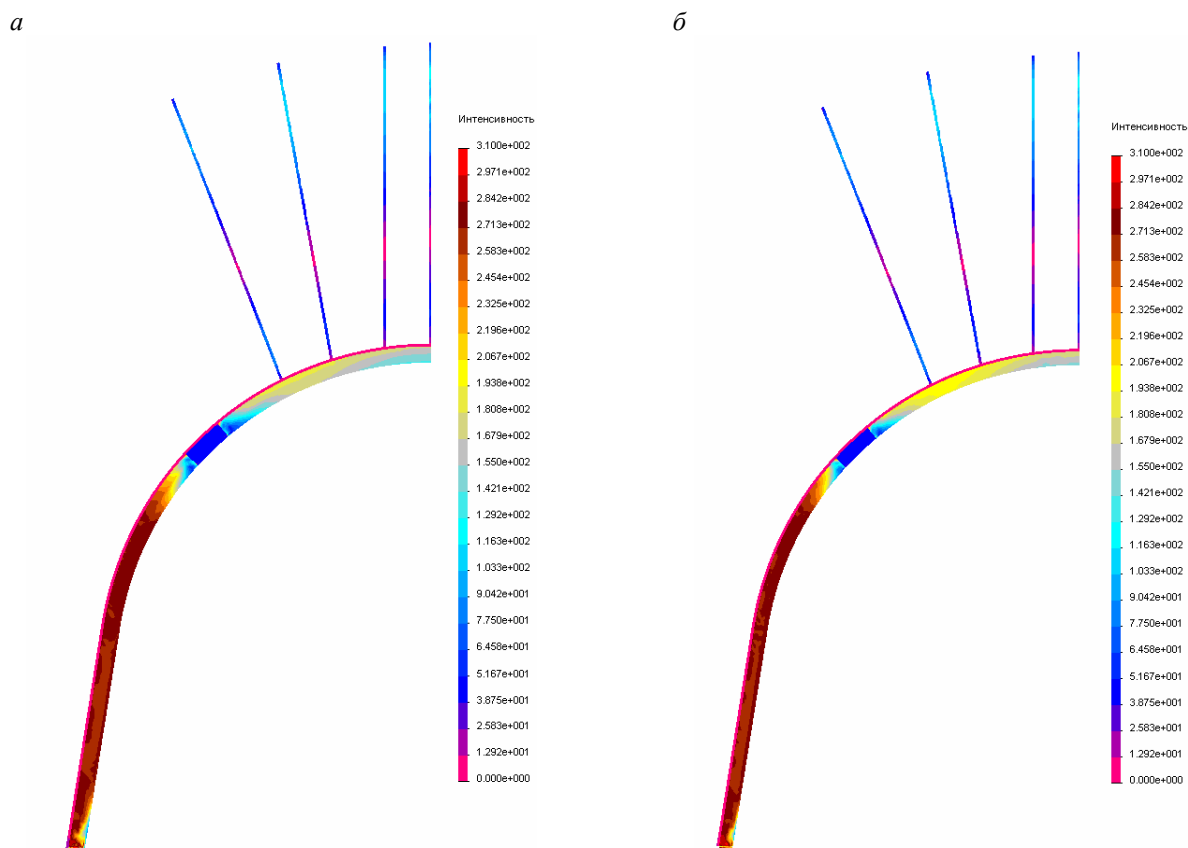 а
Интенсивность
3.100e+002
2.971e+002
2.842e+002
2.713e+002
2.583e+002
2.454e+002
2.325e+002
2.196e+002
2.067e+002
1.938e+002
1.808e+002
1.679e+002
1.550e+002
1.421e+002
1.292e+002
1.163e+002
1.033e+002
9.042e+001
7.750e+001
6.458e+001
5.167e+001
3.875e+001
2.583e+001
1.292e+001
0.000e+000
б
Интенсивность
3.100e+002
2.971e+002
2.842e+002
2.713e+002
2.583e+002
2.454e+002
2.325e+002
2.196e+002
2.067e+002
1.938e+002
1.808e+002
1.679e+002
1.550e+002
1.421e+002
1.292e+002
1.163e+002
1.033e+002
9.042e+001
7.750e+001
6.458e+001
5.167e+001
3.875e+001
2.583e+001
1.292e+001
0.000e+000